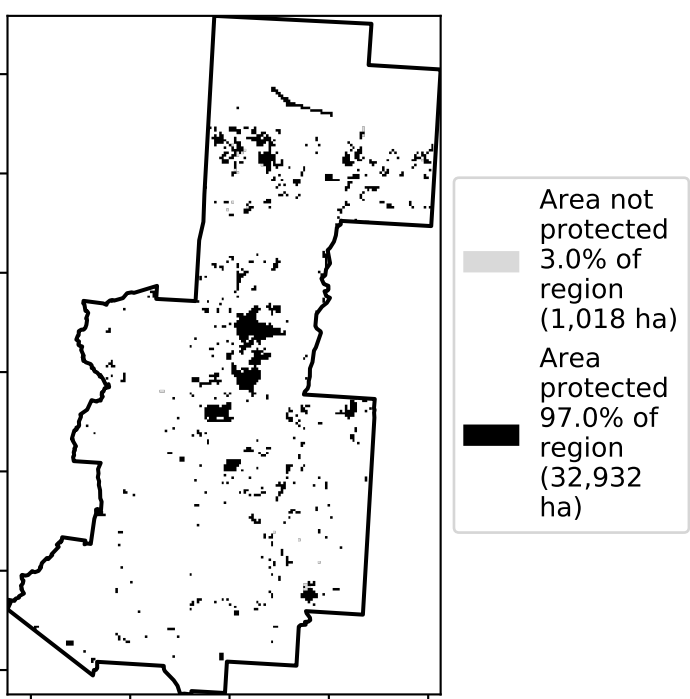 Area not
protected
3.0% of
region
(1,018 ha)
Area
protected
97.0% of
region
(32,932
ha)